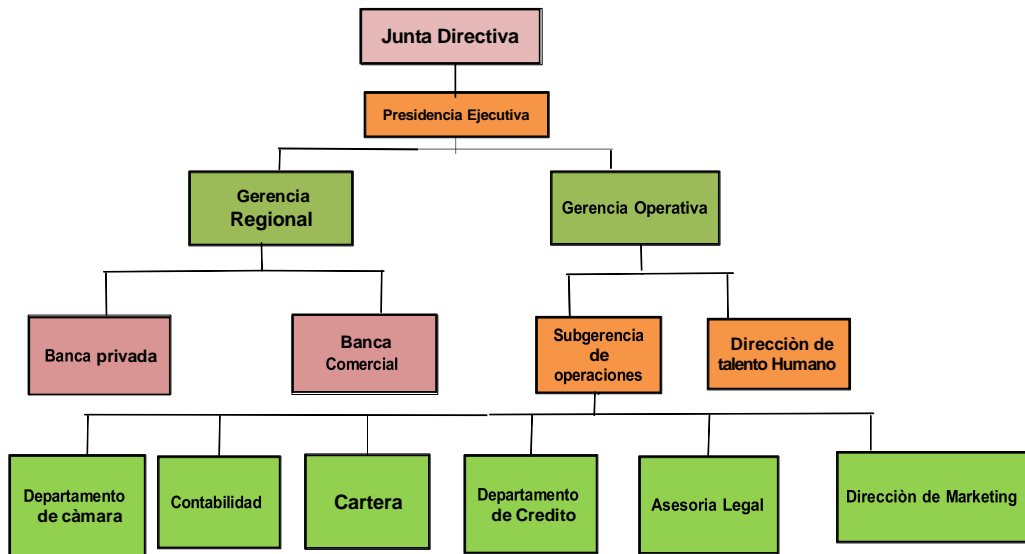 Junta Directiva
Presidencia Ejecutiva
Gerencia
Regional
Gerencia Operativa
Banca privada
Banca
Comercial
Subgerencia
de
operaciones
Direcciòn de
talento Humano
Departamento
de càmara
Contabilidad
Cartera
Departamento
de Credito
Asesoria Legal
Direcciòn de Marketing